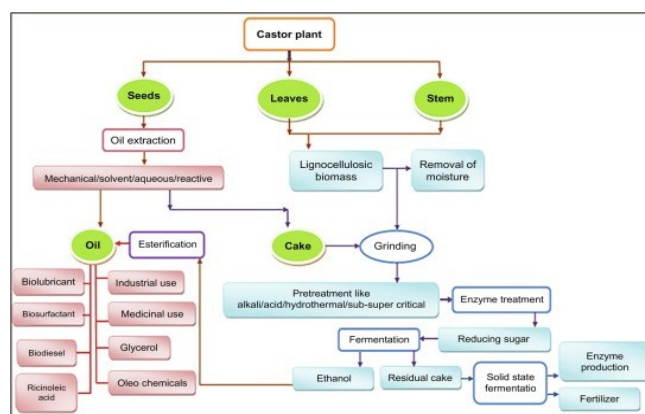 Castor plant
Seeds
Leaves
Stem
Oil extraction
Lignocellulosic
biomass
Removal of
moisture
Mechanical/solvent/aqueous/reactive
Oil
Esterification
Cake
Grinding
Biolubricant
Industrial use
Pretreatment like
alkali/acid/hydrothermal/sub-super critical
Enzyme treatment
Biosurfactant
Medicinal use
Fermentation
Reducing sugar
Biodiesel
Glycerol
Enzyme
production
Ricinoleic
acid
Oleo chemicals
Ethanol
Residual cake
Solid state
fermentatio
Fertilizer